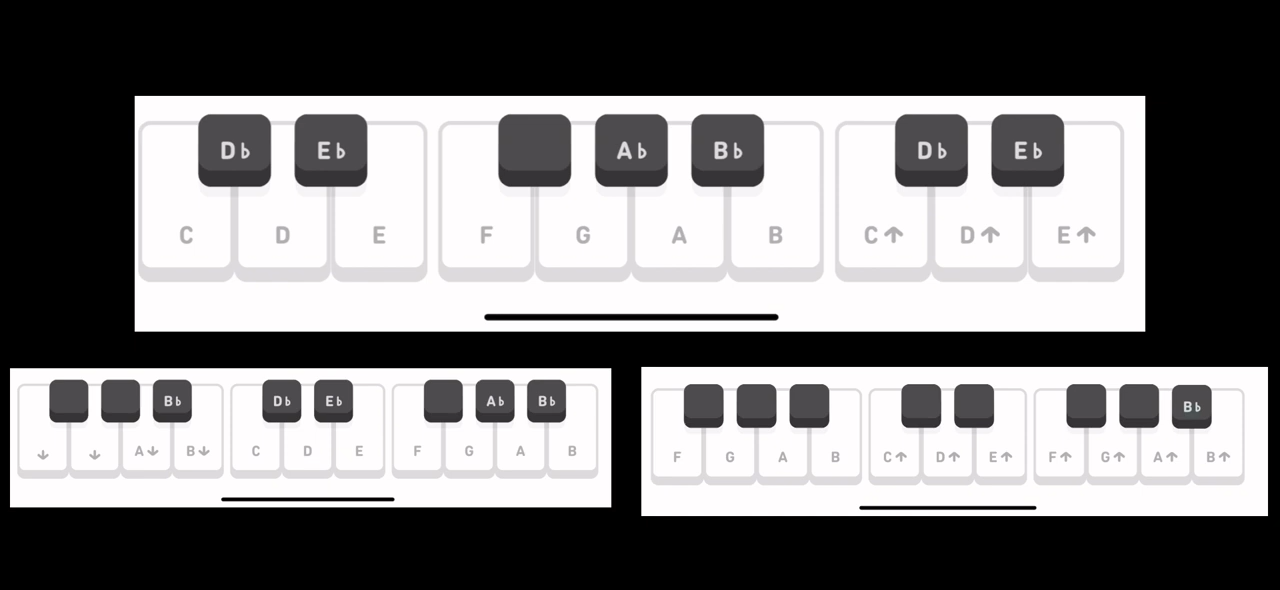 D♭ E♭ A♭ B♭ D♭ E♭
C D E F G A B C↑ D↑ E↑
B♭ D♭ E♭ A♭ B♭
↓ ↓ A↓ B↓ C D E F G A B
B♭
F G A B C↑ D↑ E↑ F↑ G↑ A↑ B↑